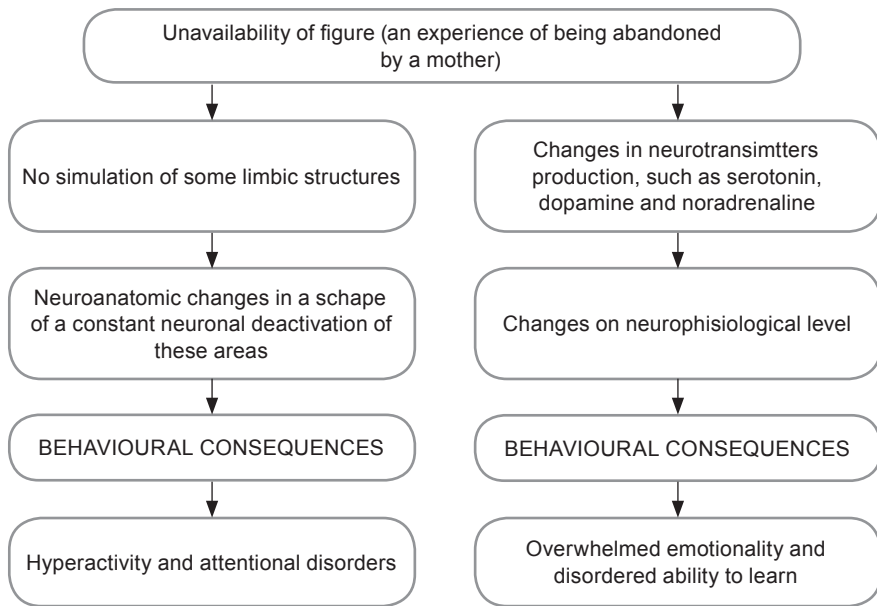 Unavailability of figure (an experience of being abandoned
by a mother)
No simulation of some limbic structures
Changes in neurotransimtters
production, such as serotonin,
dopamine and noradrenaline
Neuroanatomic changes in a schape
of a constant neuronal deactivation of
these areas
Changes on neurophisiological level
BEHAVIOURAL CONSEQUENCES
BEHAVIOURAL CONSEQUENCES
Hyperactivity and attentional disorders
Overwhelmed emotionality and
disordered ability to learn